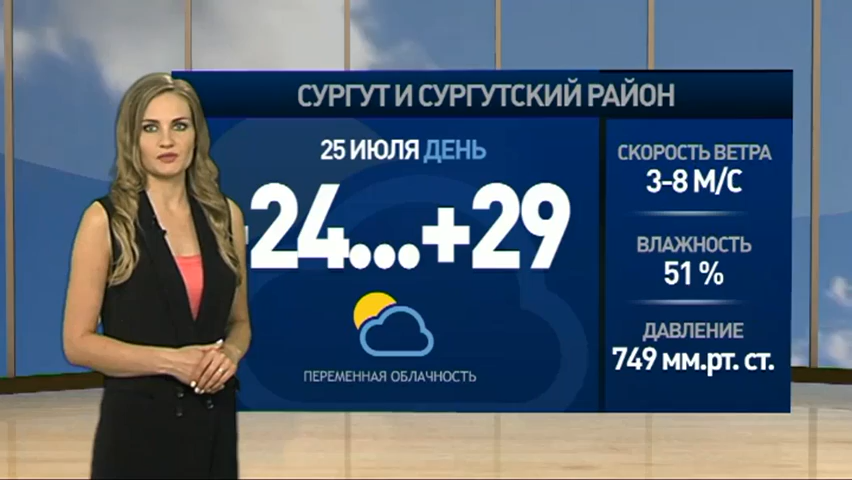 СУРГУТ И СУРГУТСКИЙ РАЙОН
25 ИЮЛЯ ДЕНЬ
+24...+29
ПЕРЕМЕННАЯ ОБЛАЧНОСТЬ
СКОРОСТЬ ВЕТРА
3-8 М/С
ВЛАЖНОСТЬ
51 %
ДАВЛЕНИЕ
749 мм.рт. ст.